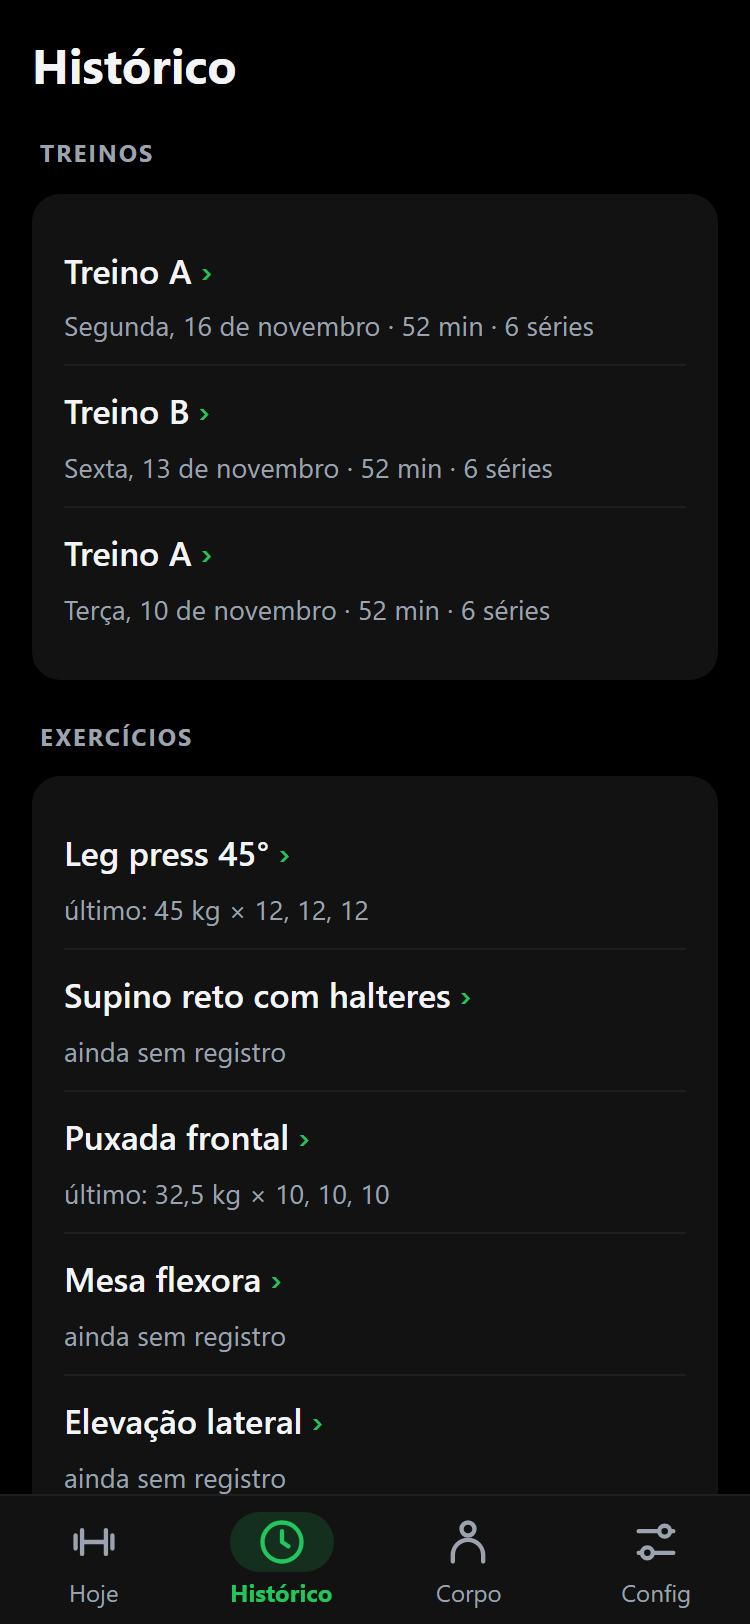 Histórico
TREINOS
Treino A ›
Segunda, 16 de novembro · 52 min · 6 séries
Treino B ›
Sexta, 13 de novembro · 52 min · 6 séries
Treino A ›
Terça, 10 de novembro · 52 min · 6 séries
EXERCÍCIOS
Leg press 45° ›
último: 45 kg × 12, 12, 12
Supino reto com halteres ›
ainda sem registro
Puxada frontal ›
último: 32,5 kg × 10, 10, 10
Mesa flexora ›
ainda sem registro
Elevação lateral ›
ainda sem registro
Hoje
Histórico
Corpo
Config